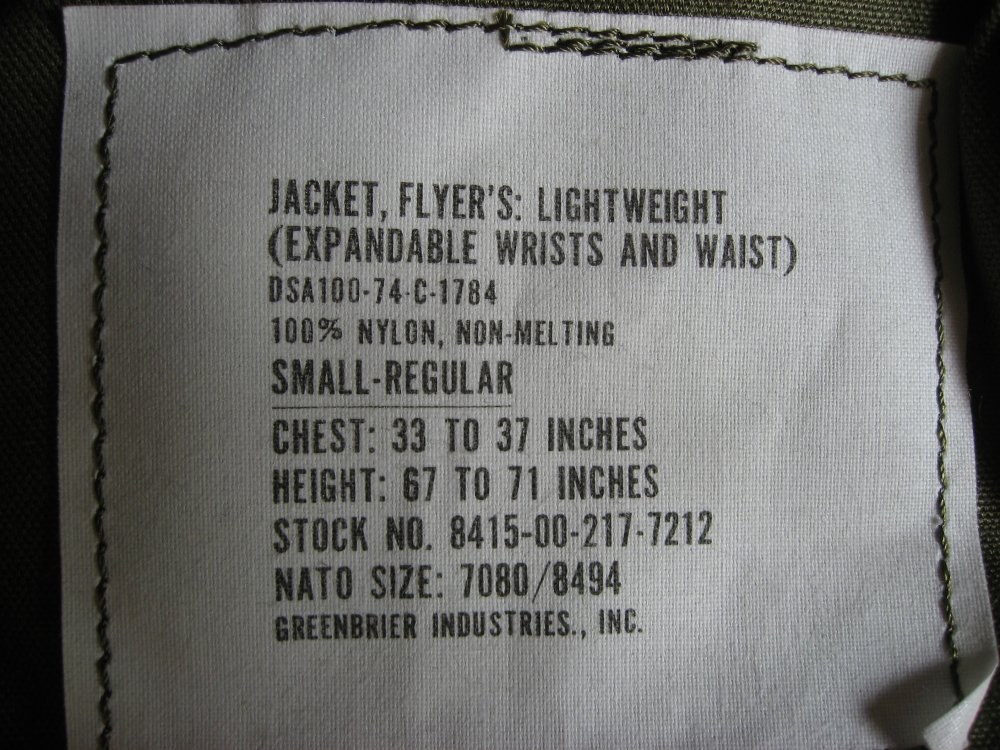 JACKET, FLYER'S: LIGHTWEIGHT
(EXPANDABLE WRISTS AND WAIST)
DSA100-74-C-1784
100% NYLON, NON-MELTING
SMALL-REGULAR
CHEST: 33 TO 37 INCHES
HEIGHT: 67 TO 71 INCHES
STOCK NO. 8415-00-217-7212
NATO SIZE: 7080/8494
GREENBRIER INDUSTRIES., INC.